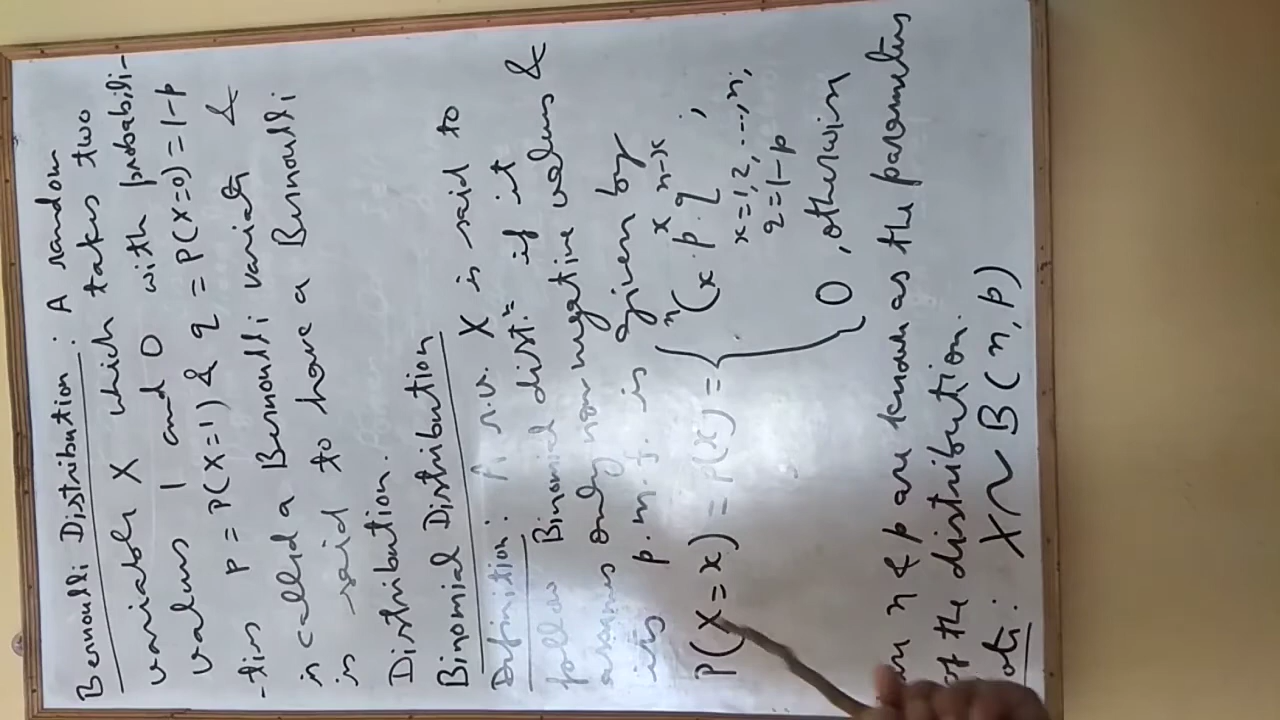 Bernoulli Distribution : A random
variable X which takes two
values 1 and 0 with probabili-
-ties p = P(X=1) & q = P(X=0) = 1-p
is called a Bernoulli variate &
is said to have a Bernoulli
Distribution.
Binomial Distribution
Definition : A r.v. X is said to
follow Binomial distⁿ if it
assumes only non negative values &
its p.m.f. is given by
P(X=x) = p(x) = { ⁿCₓ · pˣ · qⁿ⁻ˣ ;
x=1,2,...,n;
q=1-p
0, otherwise
n & p are known as the parameters
of the distribution.
X ~ B(n, p)